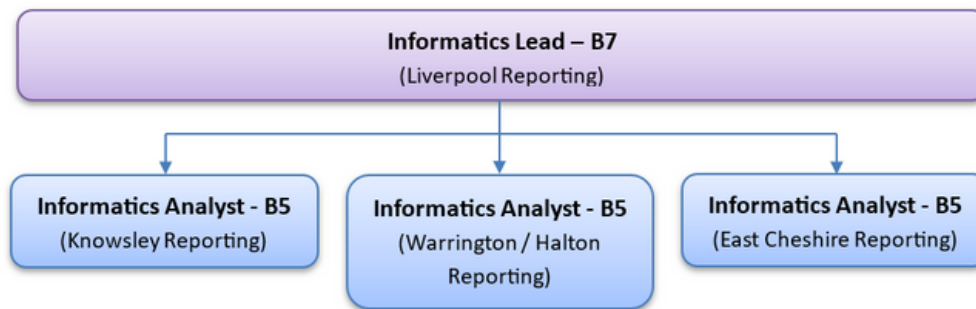 Informatics Lead – B7
(Liverpool Reporting)
Informatics Analyst - B5
(Knowsley Reporting)
Informatics Analyst - B5
(Warrington / Halton
Reporting)
Informatics Analyst - B5
(East Cheshire Reporting)